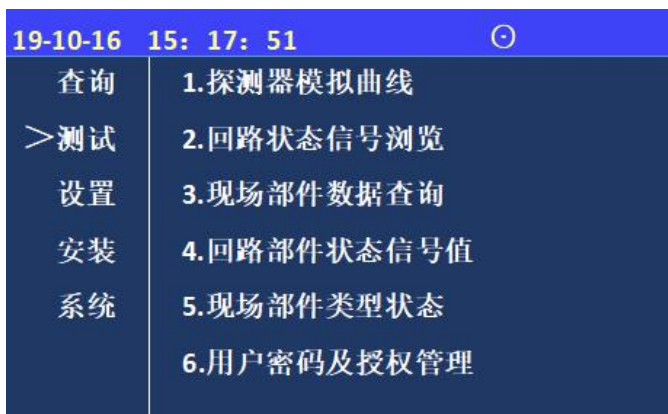 19-10-16 15: 17: 51
查询 1.探测器模拟曲线
>测试 2.回路状态信号浏览
设置 3.现场部件数据查询
安装 4.回路部件状态信号值
系统 5.现场部件类型状态
6.用户密码及授权管理